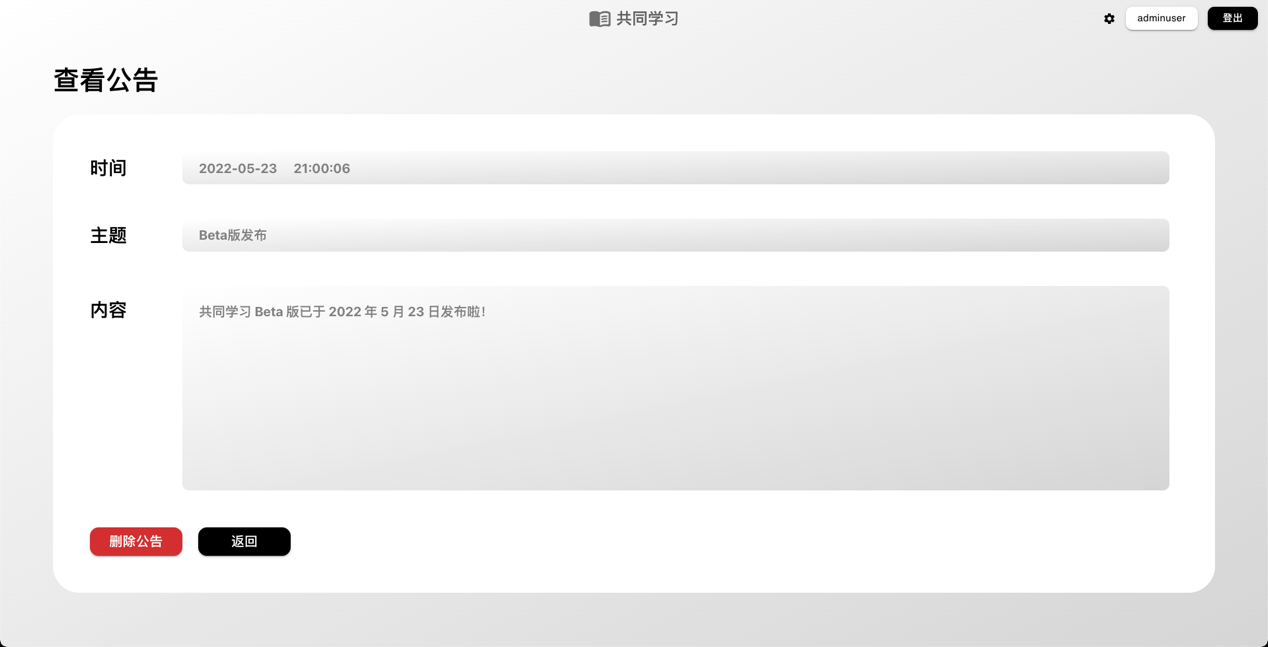 共同学习
adminuser
登出
查看公告
时间
2022-05-23 21:00:06
主题
Beta版发布
内容
共同学习 Beta 版已于 2022 年 5 月 23 日发布啦！
删除公告
返回